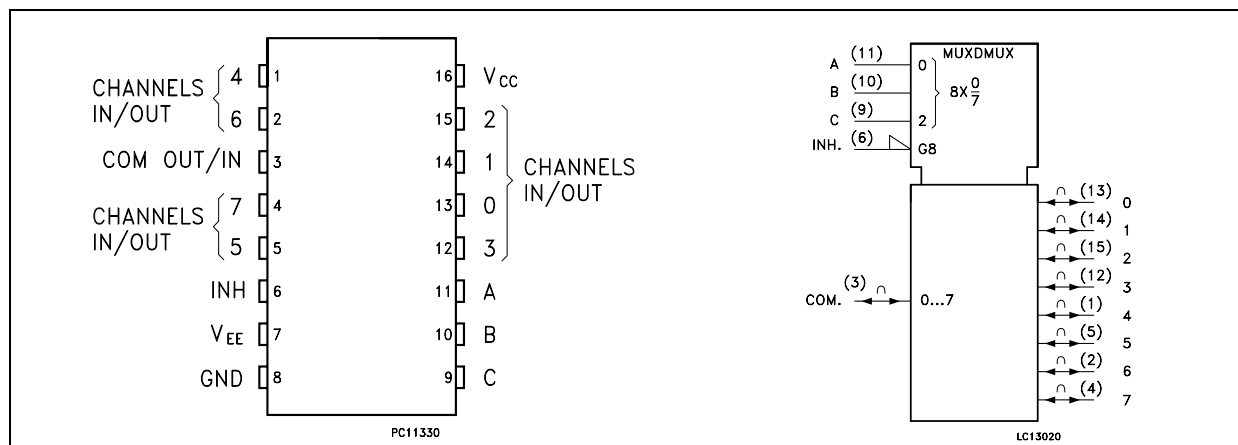 CHANNELS
IN/OUT
4 1
6 2
COM OUT/IN 3
CHANNELS
IN/OUT
7 4
5 5
INH 6
VEE 7
GND 8
16 VCC
15 2
14 1
13 0
12 3
CHANNELS
IN/OUT
11 A
10 B
9 C
PC11330
MUXDMUX
A (11) 0
B (10)
C (9) 2
8X 0/7
INH. (6) G8
COM. (3) ∩ 0...7
∩ (13) 0
∩ (14) 1
∩ (15) 2
∩ (12) 3
∩ (1) 4
∩ (5) 5
∩ (2) 6
∩ (4) 7
LC13020